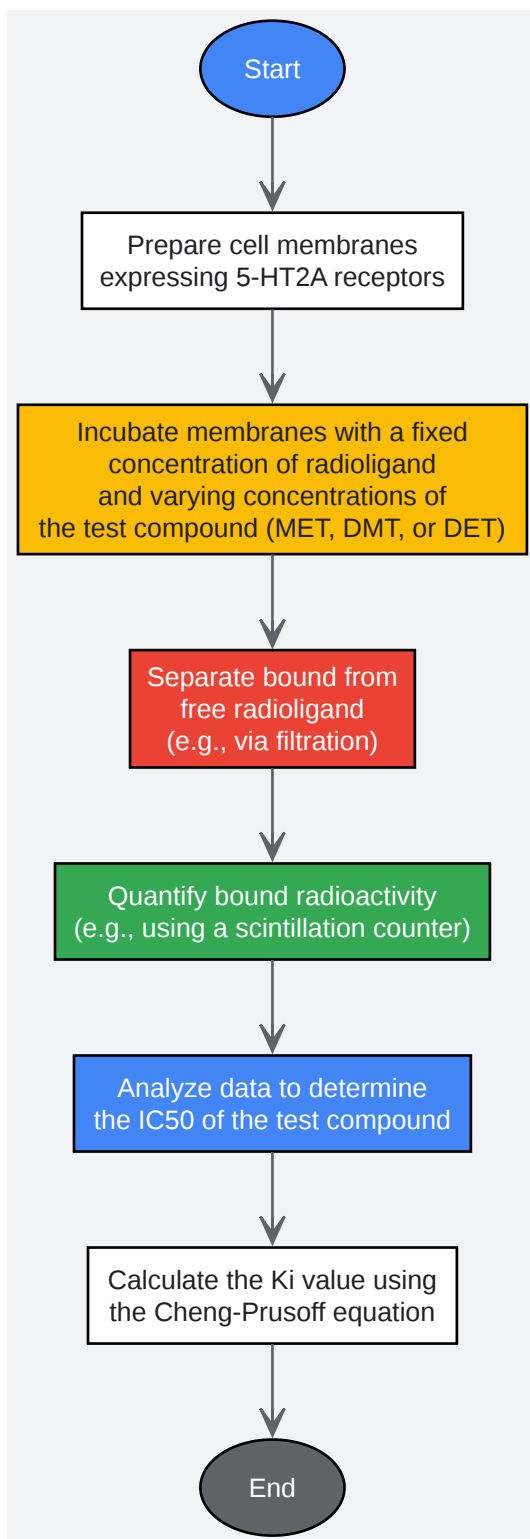 Start
Prepare cell membranes
expressing 5-HT2A receptors
Incubate membranes with a fixed
concentration of radioligand
and varying concentrations of
the test compound (MET, DMT, or DET)
Separate bound from
free radioligand
(e.g., via filtration)
Quantify bound radioactivity
(e.g., using a scintillation counter)
Analyze data to determine
the IC50 of the test compound
Calculate the Ki value using
the Cheng-Prusoff equation
End